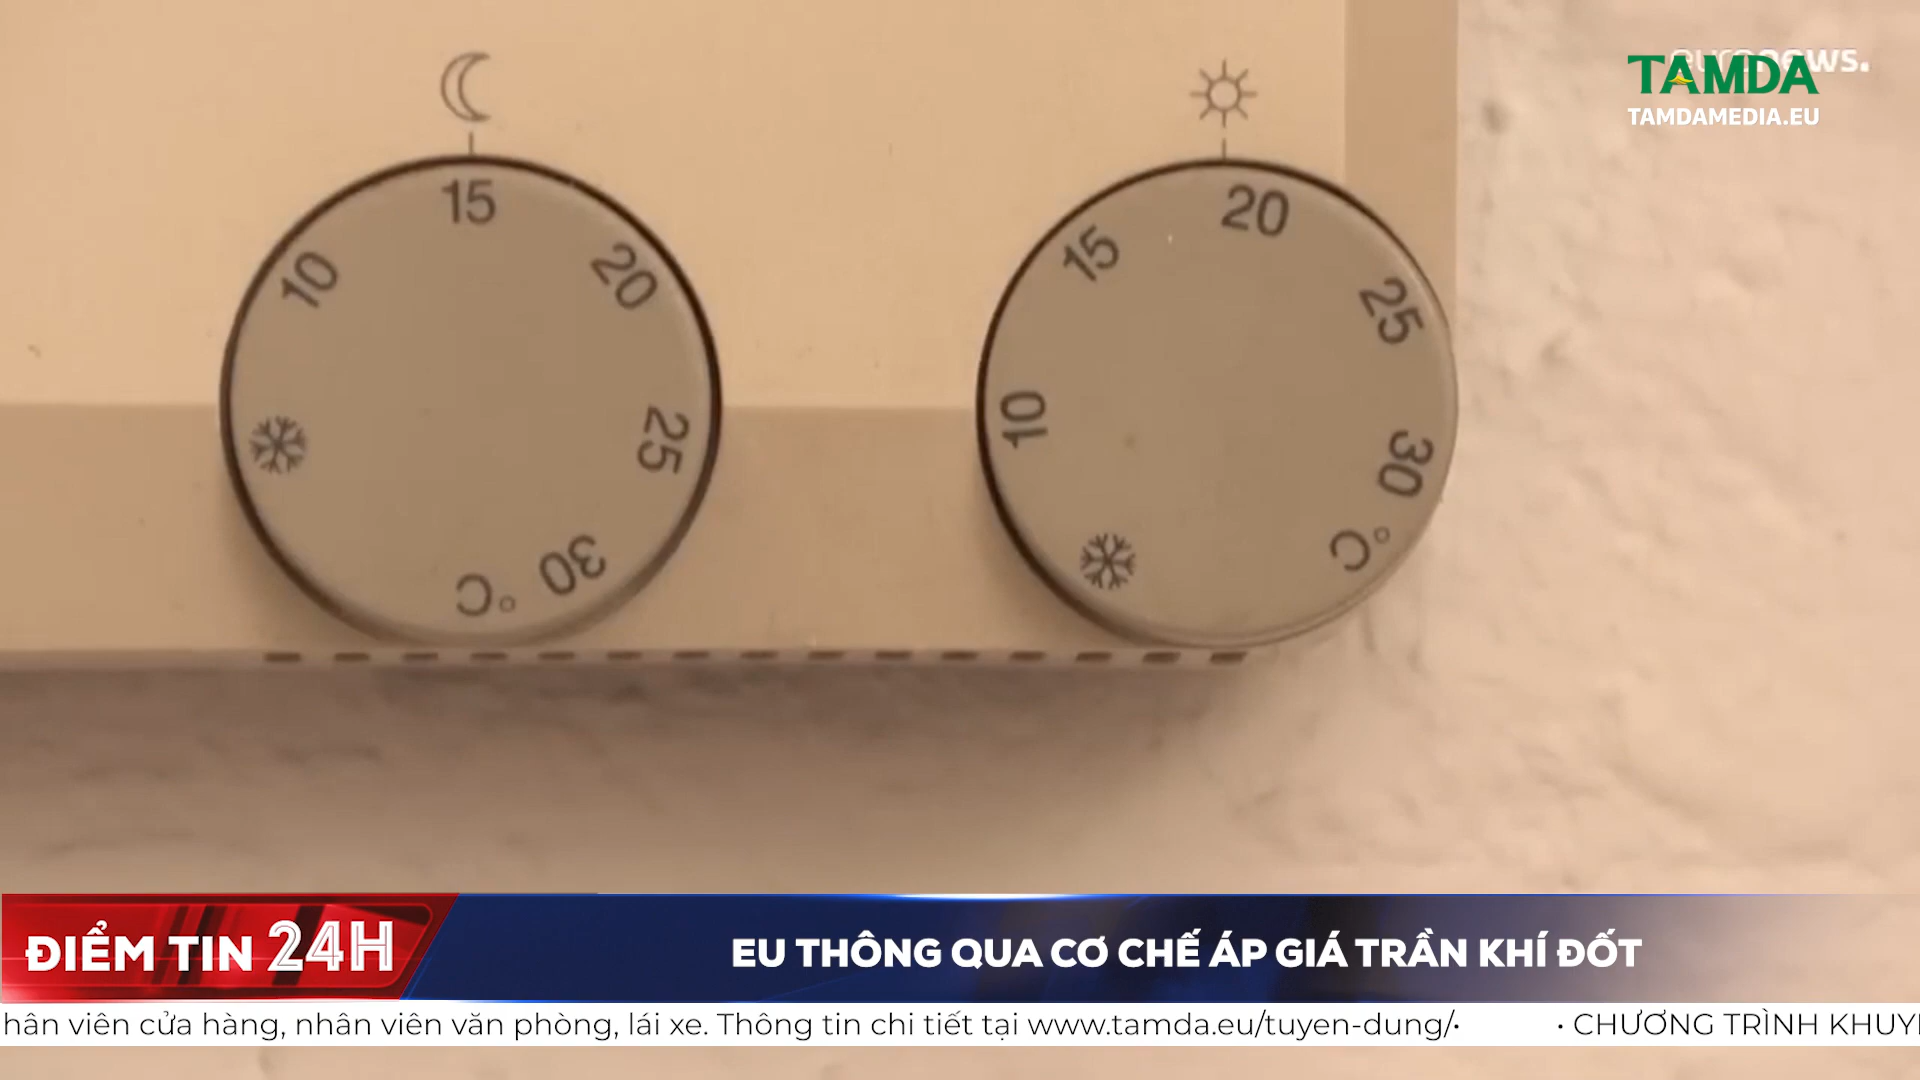 euronews.
TAMDA
TAMDAMEDIA.EU
15
10
20
25
30
°C
20
15
25
10
30
°C
ĐIỂM TIN 24H
EU THÔNG QUA CƠ CHẾ ÁP GIÁ TRẦN KHÍ ĐỐT
hân viên cửa hàng, nhân viên văn phòng, lái xe. Thông tin chi tiết tại www.tamda.eu/tuyen-dung/• • CHƯƠNG TRÌNH KHUY